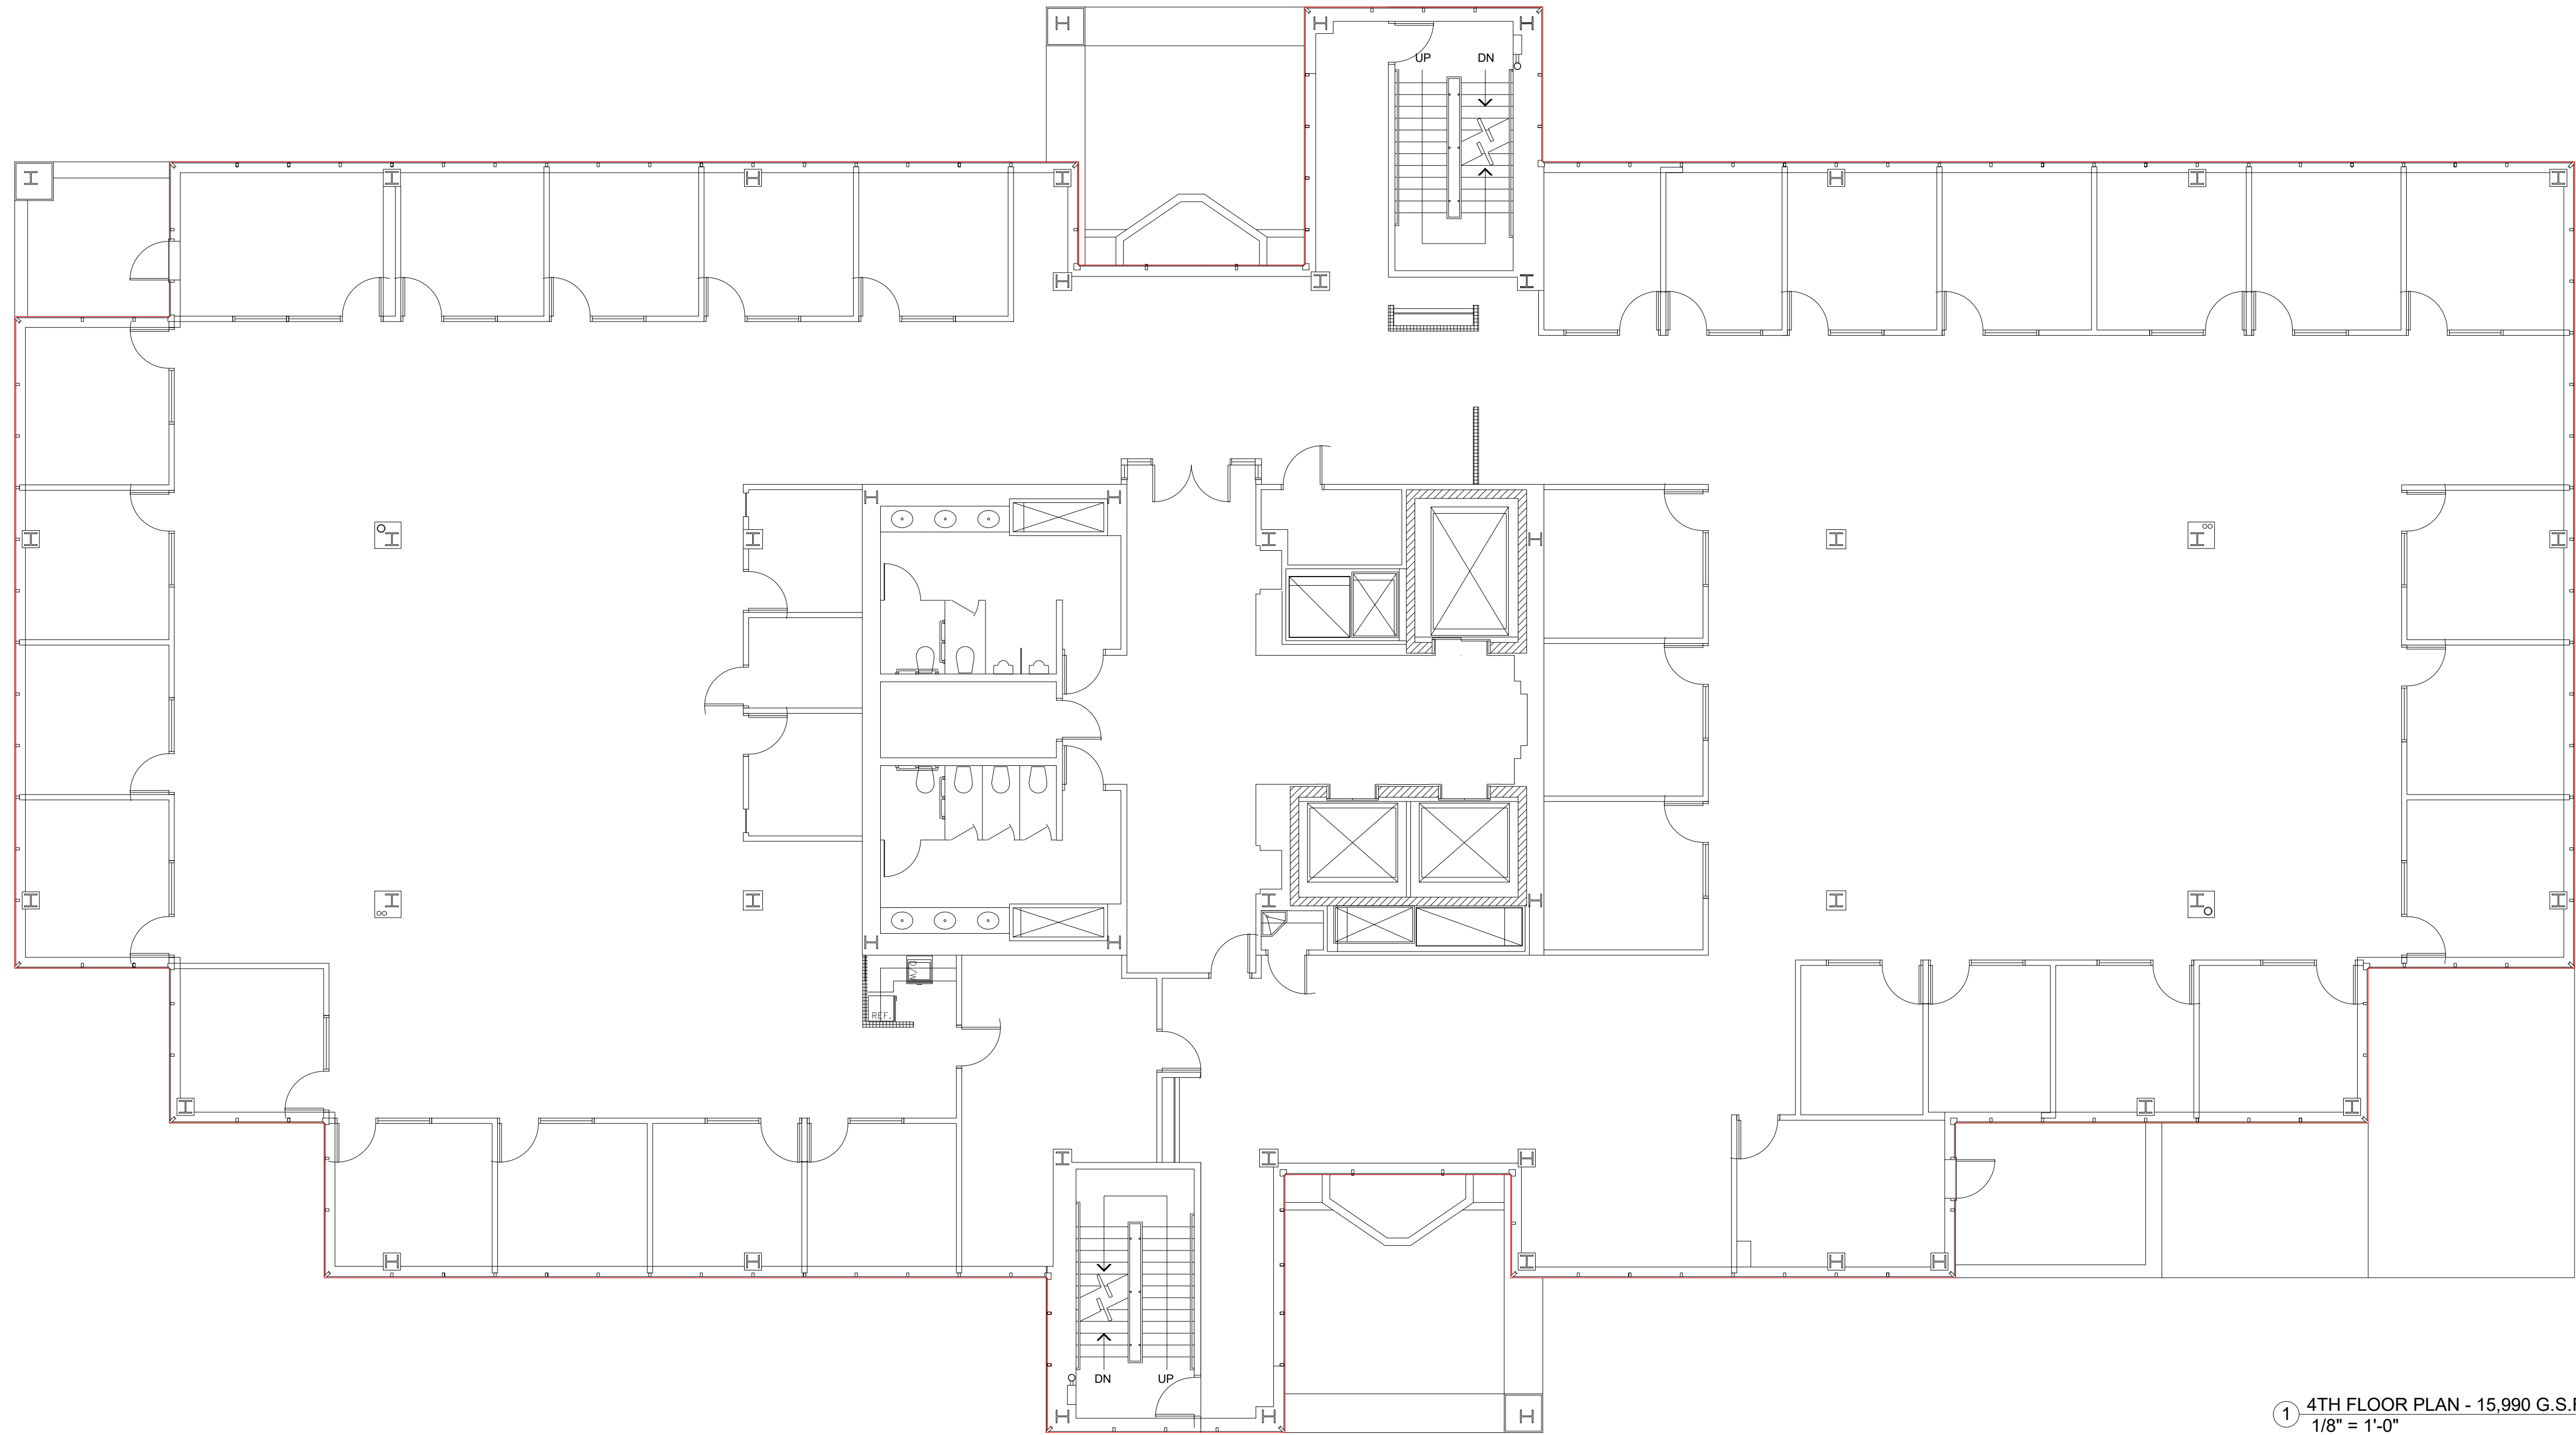 UP DN
REF.
DN UP
1 4TH FLOOR PLAN - 15,990 G.S.F
1/8" = 1'-0"